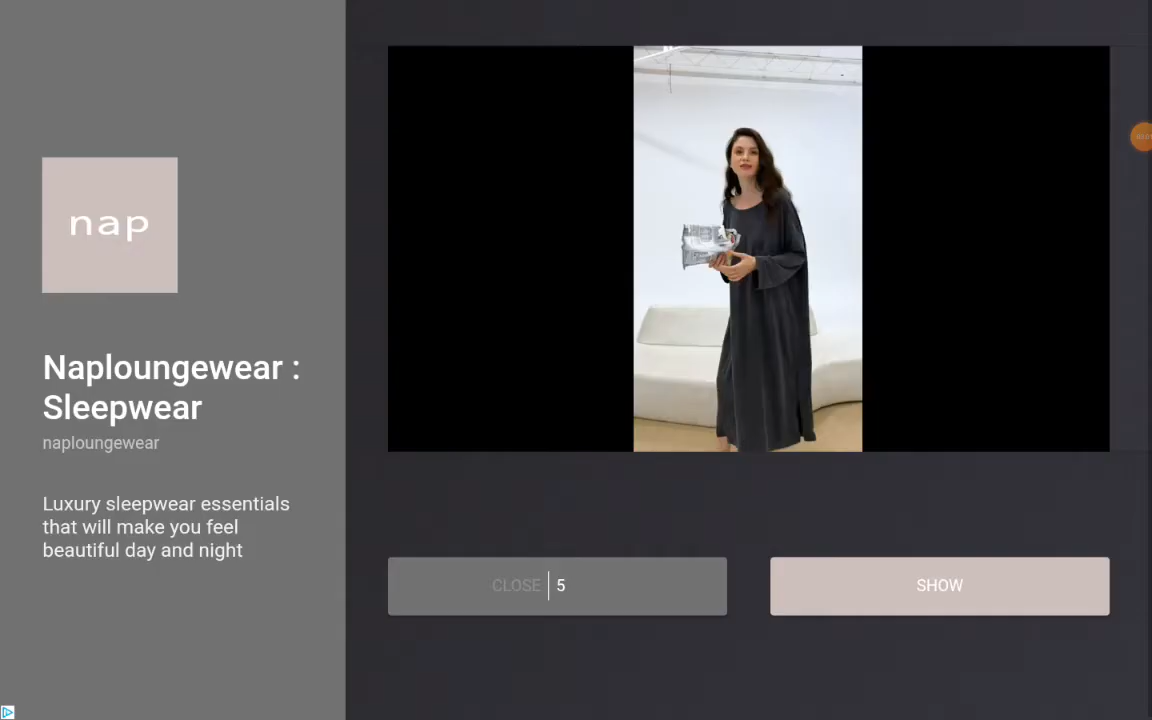 nap
Naploungewear :
Sleepwear
naploungewear
Luxury sleepwear essentials
that will make you feel
beautiful day and night
CLOSE
5
SHOW